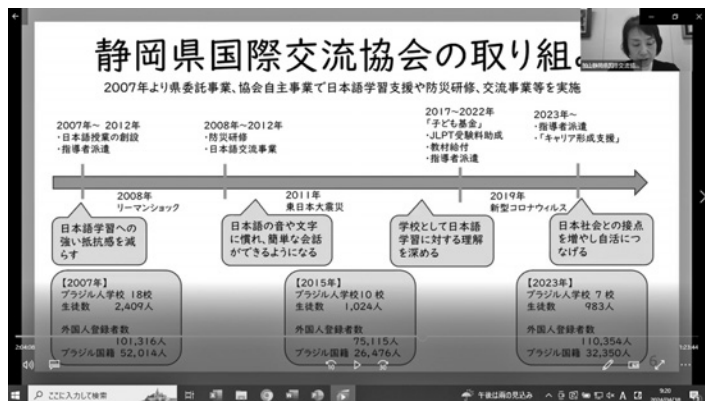 静岡県国際交流協会の取り組
2007年より県委託事業、協会自主事業で日本語学習支援や防災研修、交流事業等を実施
2007年～ 2012年
・日本語授業の創設
・指導者派遣
2008年～2012年
・防災研修
・日本語交流事業
2017～2022年
「子ども基金」
・JLPT受験料助成
・教材給付
・指導者派遣
2023年～
・指導者派遣
・「キャリア形成支援」
2008年
リーマンショック
2011年
東日本大震災
2019年
新型コロナウィルス
日本語学習への
強い抵抗感を減
らす
日本語の音や文字
に慣れ、簡単な会話
ができるようになる
学校として日本語
学習に対する理解
を深める
日本社会との接点
を増やし自活につ
なげる
【2007年】
ブラジル人学校 18校
生徒数 2,409人
外国人登録者数
101,316人
ブラジル国籍 52,014人
【2015年】
ブラジル人学校10校
生徒数 1,024人
外国人登録者数
75,115人
ブラジル国籍 26,476人
【2023年】
ブラジル人学校 7校
生徒数 983人
外国人登録者数
110,354人
ブラジル国籍 32,350人
6
ここに入力して検索
午後は雨の見込み
A
9:20